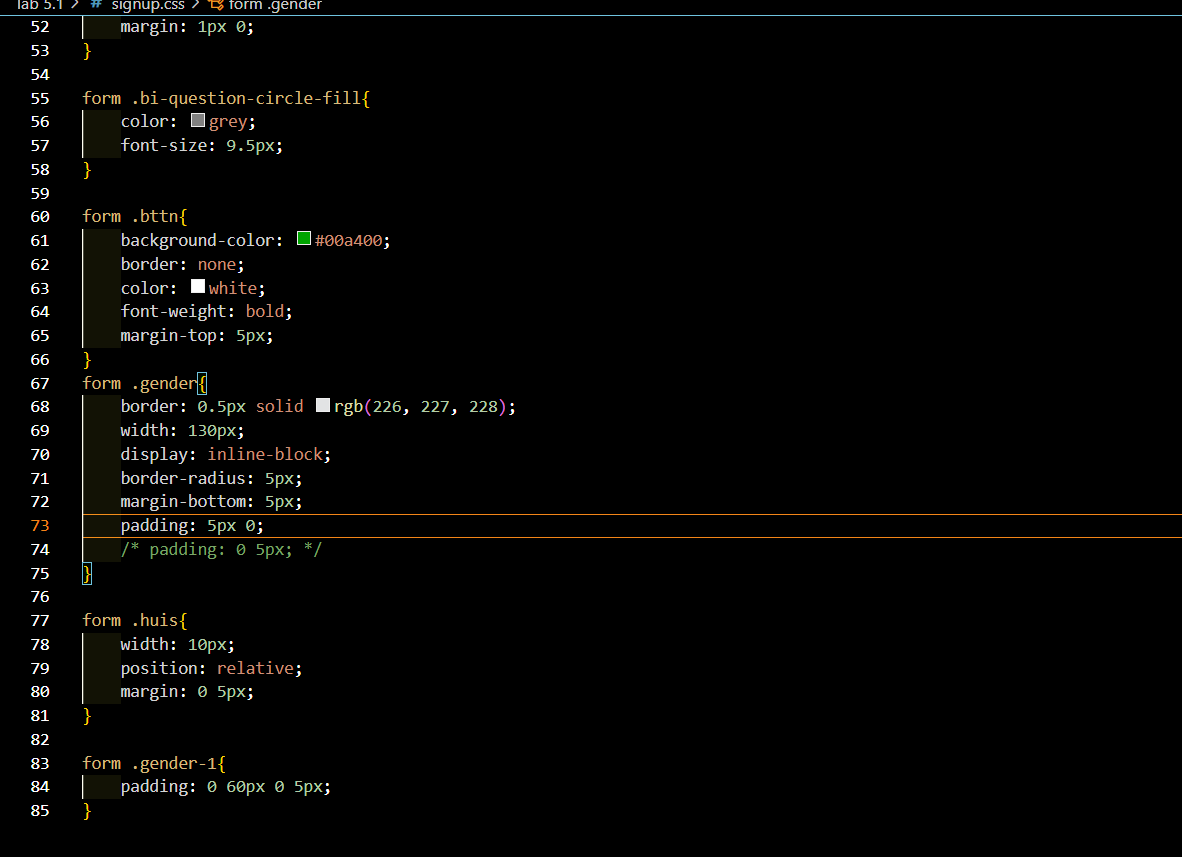 lab 5.1 > # signup.css > form .gender
52 margin: 1px 0;
53 }
54
55 form .bi-question-circle-fill{
56 color: grey;
57 font-size: 9.5px;
58 }
59
60 form .bttn{
61 background-color: #00a400;
62 border: none;
63 color: white;
64 font-weight: bold;
65 margin-top: 5px;
66 }
67 form .gender{
68 border: 0.5px solid rgb(226, 227, 228);
69 width: 130px;
70 display: inline-block;
71 border-radius: 5px;
72 margin-bottom: 5px;
73 padding: 5px 0;
74 /* padding: 0 5px; */
75 }
76
77 form .huis{
78 width: 10px;
79 position: relative;
80 margin: 0 5px;
81 }
82
83 form .gender-1{
84 padding: 0 60px 0 5px;
85 }